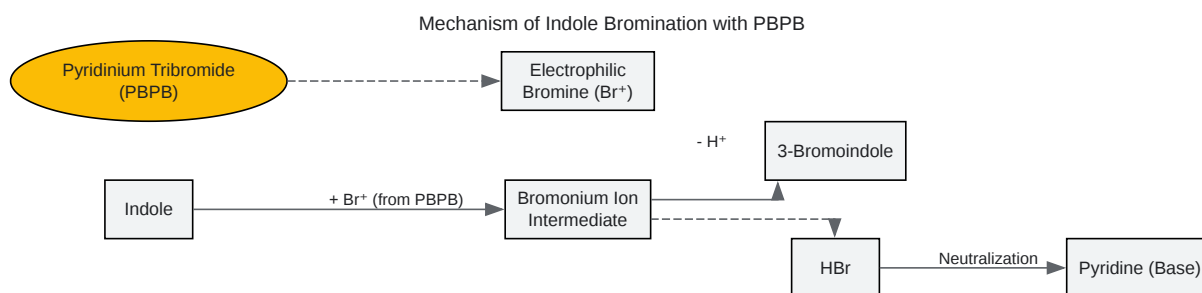 Mechanism of Indole Bromination with PBPB
Pyridinium Tribromide
(PBPB)
Electrophilic
Bromine (Br⁺)
- H⁺
3-Bromoindole
Indole
+ Br⁺ (from PBPB)
Bromonium Ion
Intermediate
HBr
Neutralization
Pyridine (Base)